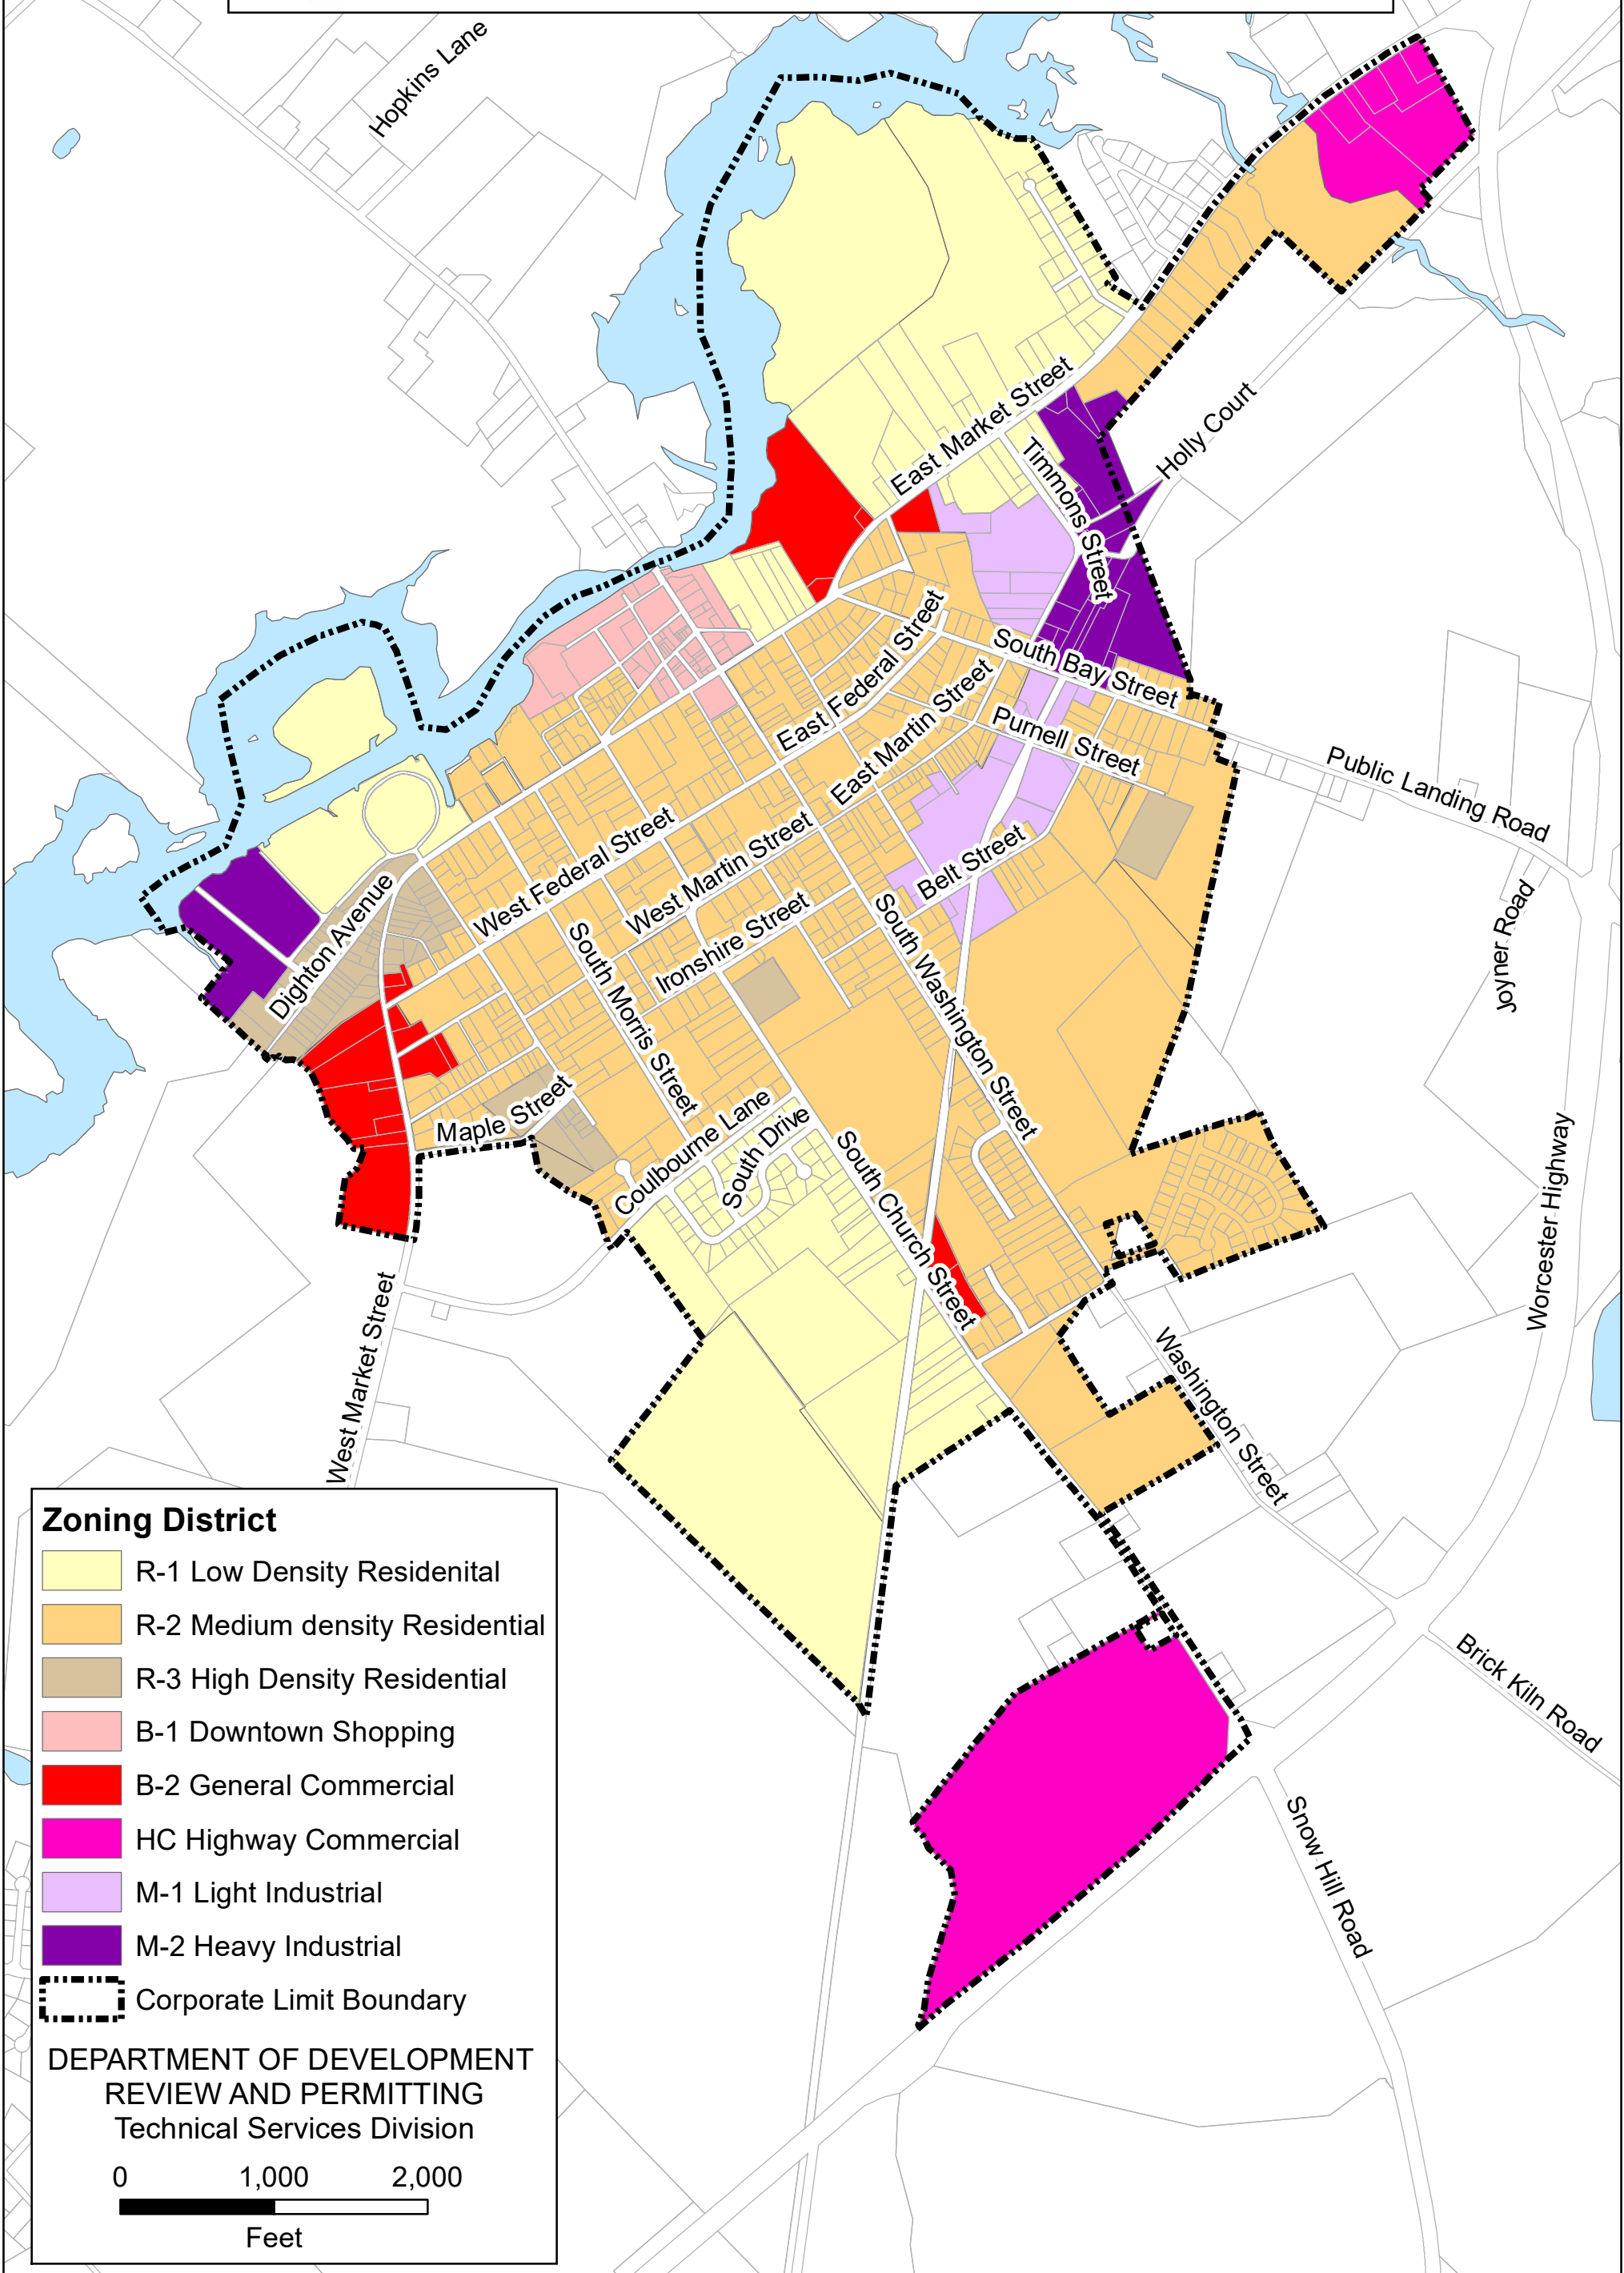 Hopkins Lane
East Market Street
Holly Court
Timmons Street
South Bay Street
East Federal Street
East Martin Street
Purnell Street
Public Landing Road
Belt Street
West Federal Street
West Martin Street
Ironshire Street
Dighton Avenue
South Morris Street
South Washington Street
Joyner Road
Maple Street
Coulbourne Lane
South Drive
South Church Street
Worcester Highway
West Market Street
Washington Street
Brick Kiln Road
Snow Hill Road
Zoning District
R-1 Low Density Residenital
R-2 Medium density Residential
R-3 High Density Residential
B-1 Downtown Shopping
B-2 General Commercial
HC Highway Commercial
M-1 Light Industrial
M-2 Heavy Industrial
Corporate Limit Boundary
DEPARTMENT OF DEVELOPMENT
REVIEW AND PERMITTING
Technical Services Division
0 1,000 2,000
Feet